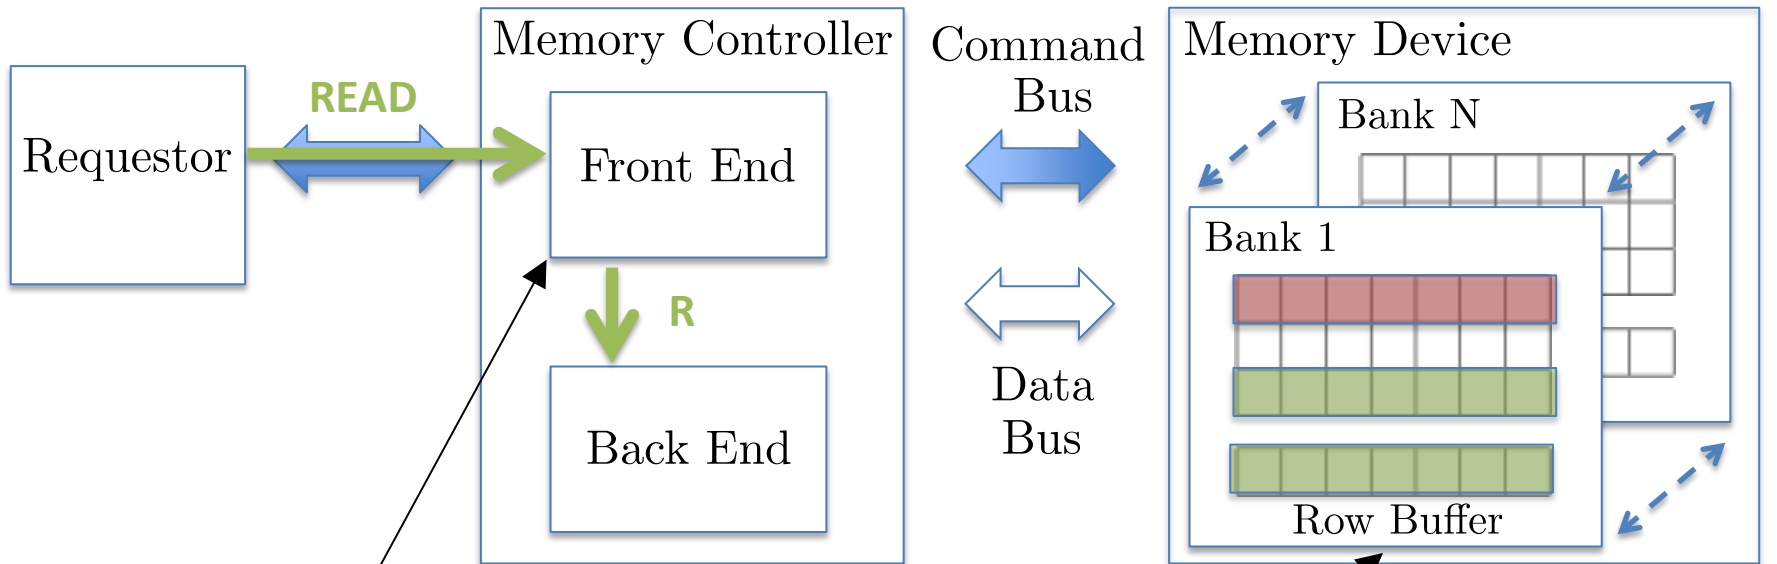 Memory Controller
Command
Bus
Memory Device
READ
Requestor
Front End
Bank N
Bank 1
R
Data
Bus
Back End
Row Buffer